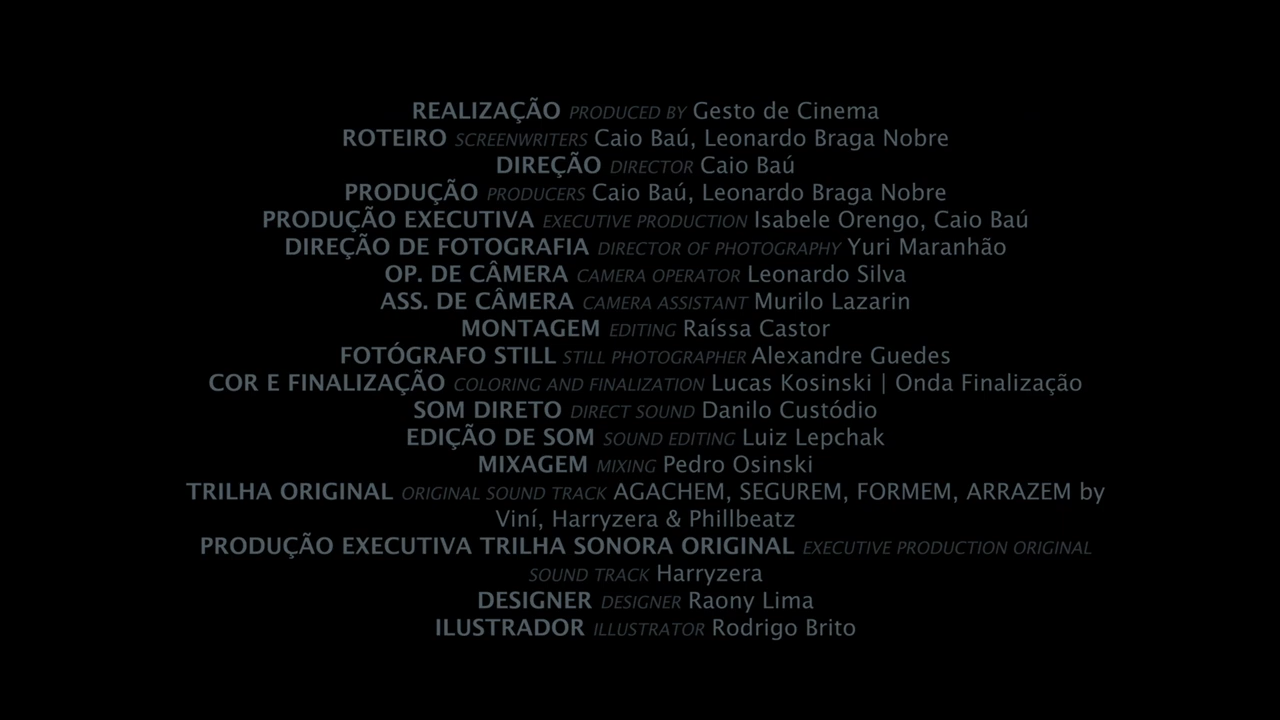 REALIZAÇÃO PRODUCED BY Gesto de Cinema
ROTEIRO SCREENWRITERS Caio Baú, Leonardo Braga Nobre
DIREÇÃO DIRECTOR Caio Baú
PRODUÇÃO PRODUCERS Caio Baú, Leonardo Braga Nobre
PRODUÇÃO EXECUTIVA EXECUTIVE PRODUCTION Isabele Orengo, Caio Baú
DIREÇÃO DE FOTOGRAFIA DIRECTOR OF PHOTOGRAPHY Yuri Maranhão
OP. DE CÂMERA CAMERA OPERATOR Leonardo Silva
ASS. DE CÂMERA CAMERA ASSISTANT Murilo Lazarin
MONTAGEM EDITING Raíssa Castor
FOTÓGRAFO STILL STILL PHOTOGRAPHER Alexandre Guedes
COR E FINALIZAÇÃO COLORING AND FINALIZATION Lucas Kosinski | Onda Finalização
SOM DIRETO DIRECT SOUND Danilo Custódio
EDIÇÃO DE SOM SOUND EDITING Luiz Lepchak
MIXAGEM MIXING Pedro Osinski
TRILHA ORIGINAL ORIGINAL SOUND TRACK AGACHEM, SEGUREM, FORMEM, ARRAZEM by
Viní, Harryzera & Phillbeatz
PRODUÇÃO EXECUTIVA TRILHA SONORA ORIGINAL EXECUTIVE PRODUCTION ORIGINAL
SOUND TRACK Harryzera
DESIGNER DESIGNER Raony Lima
ILUSTRADOR ILLUSTRATOR Rodrigo Brito